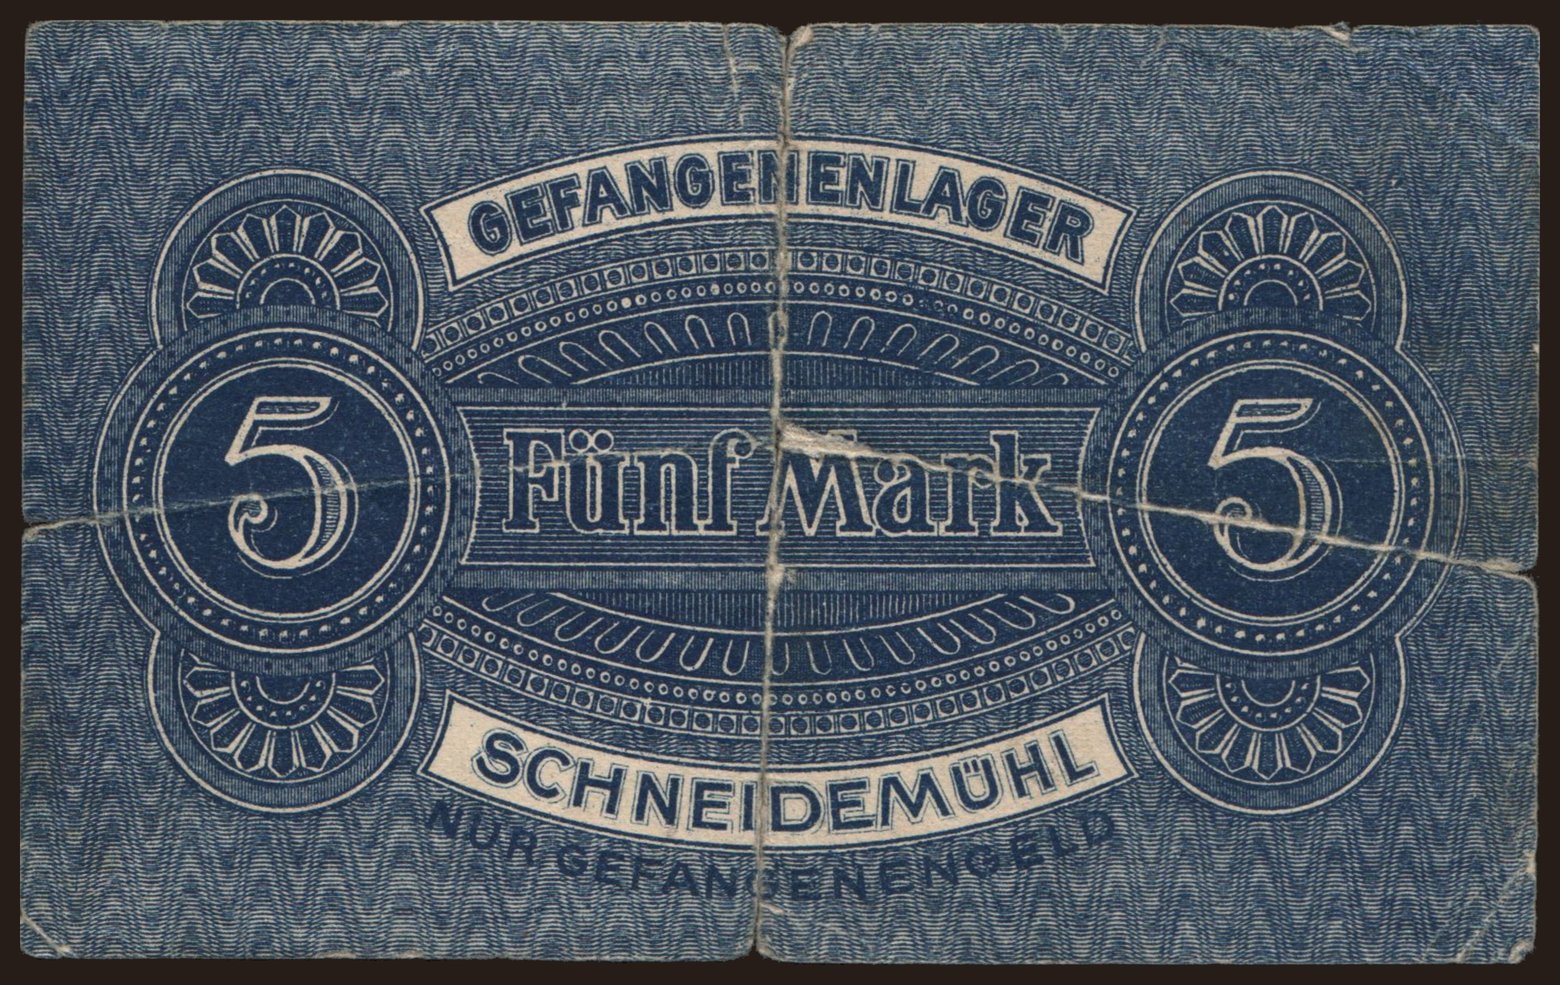 GEFANGENENLAGER
5 Fünf Mark 5
SCHNEIDEMÜHL
NUR GEFANGENENGELD